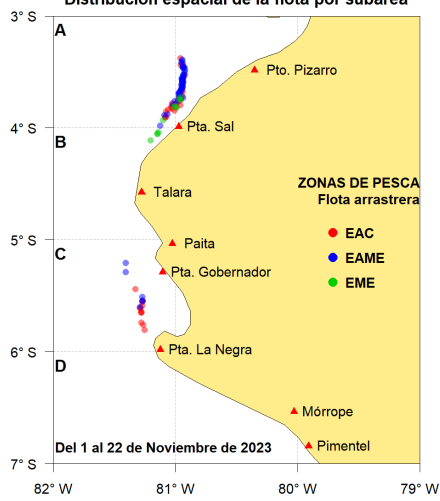 Distribución espacial de la flota por subárea
3° S
A
Pto. Pizarro
4° S
Pta. Sal
B
ZONAS DE PESCA
Flota arrastrera
Talara
EAC
5° S
Paita
C
EAME
Pta. Gobernador
EME
6° S
Pta. La Negra
D
Mórrope
Del 1 al 22 de Noviembre de 2023
Pimentel
7° S
82° W
81° W
80° W
79° W